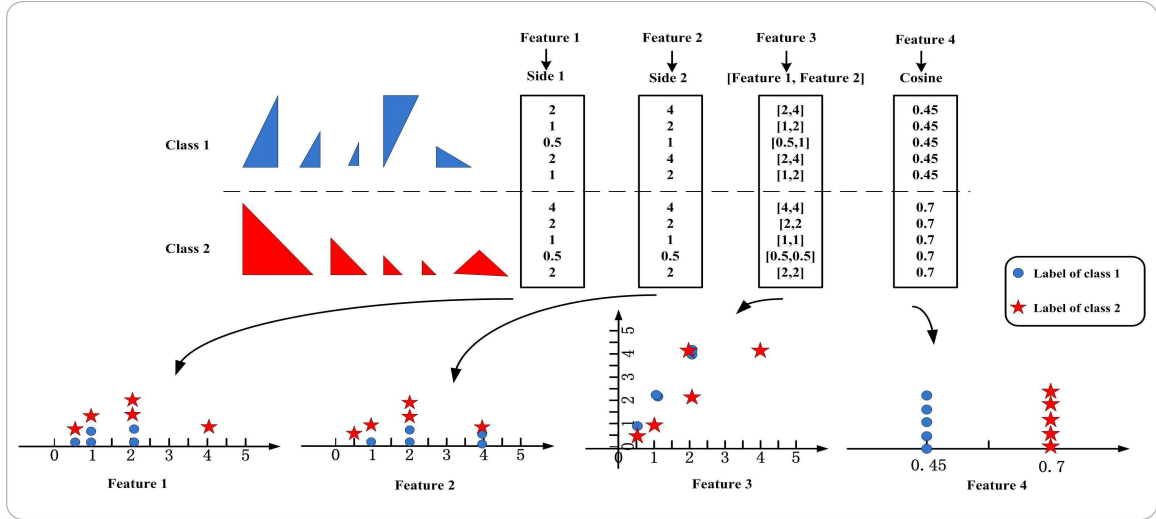 Feature 1 Feature 2 Feature 3 Feature 4
Side 1 Side 2 [Feature 1, Feature 2] Cosine
Class 1
2 4 [2,4] 0.45
1 2 [1,2] 0.45
0.5 1 [0.5,1] 0.45
2 4 [2,4] 0.45
1 2 [1,2] 0.45
Class 2
4 4 [4,4] 0.7
2 2 [2,2 0.7
1 1 [1,1] 0.7
0.5 0.5 [0.5,0.5] 0.7
2 2 [2,2] 0.7
Label of class 1
Label of class 2
0 1 2 3 4 5
Feature 1
0 1 2 3 4 5
Feature 2
5
4
3
2
1
0
0 1 2 3 4 5
Feature 3
0.45 0.7
Feature 4